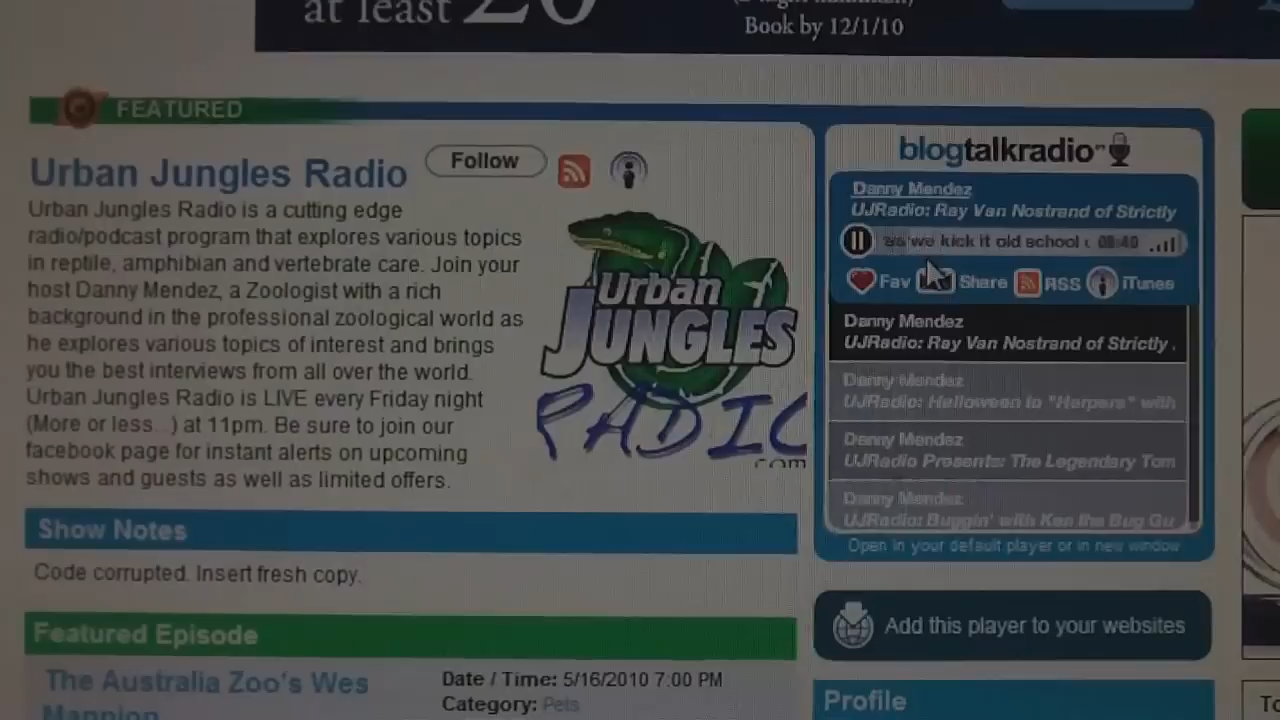 at least 20
Book by 12/1/10
FEATURED
Urban Jungles Radio
Follow
Urban Jungles Radio is a cutting edge
radio/podcast program that explores various topics
in reptile, amphibian and vertebrate care. Join your
host Danny Mendez, a Zoologist with a rich
background in the professional zoological world as
he explores various topics of interest and brings
you the best interviews from all over the world.
Urban Jungles Radio is LIVE every Friday night
(More or less...) at 11pm. Be sure to join our
facebook page for instant alerts on upcoming
shows and guests as well as limited offers.
Urban
JUNGLES
RADIO
.com
blogtalkradio
Danny Mendez
UJRadio: Ray Van Nostrand of Strictly
as we kick it old school 08:40
Fav Share RSS iTunes
Danny Mendez
UJRadio: Ray Van Nostrand of Strictly .
Danny Mendez
UJRadio: Halloween to "Herpers" with
Danny Mendez
UJRadio Presents: The Legendary Tom
Danny Mendez
UJRadio: Buggin' with Ken the Bug Gu
Open in your default player or in new window
Add this player to your websites
Profile
Show Notes
Code corrupted. Insert fresh copy.
Featured Episode
The Australia Zoo's Wes
Mannion
Date / Time: 5/16/2010 7:00 PM
Category: Pets